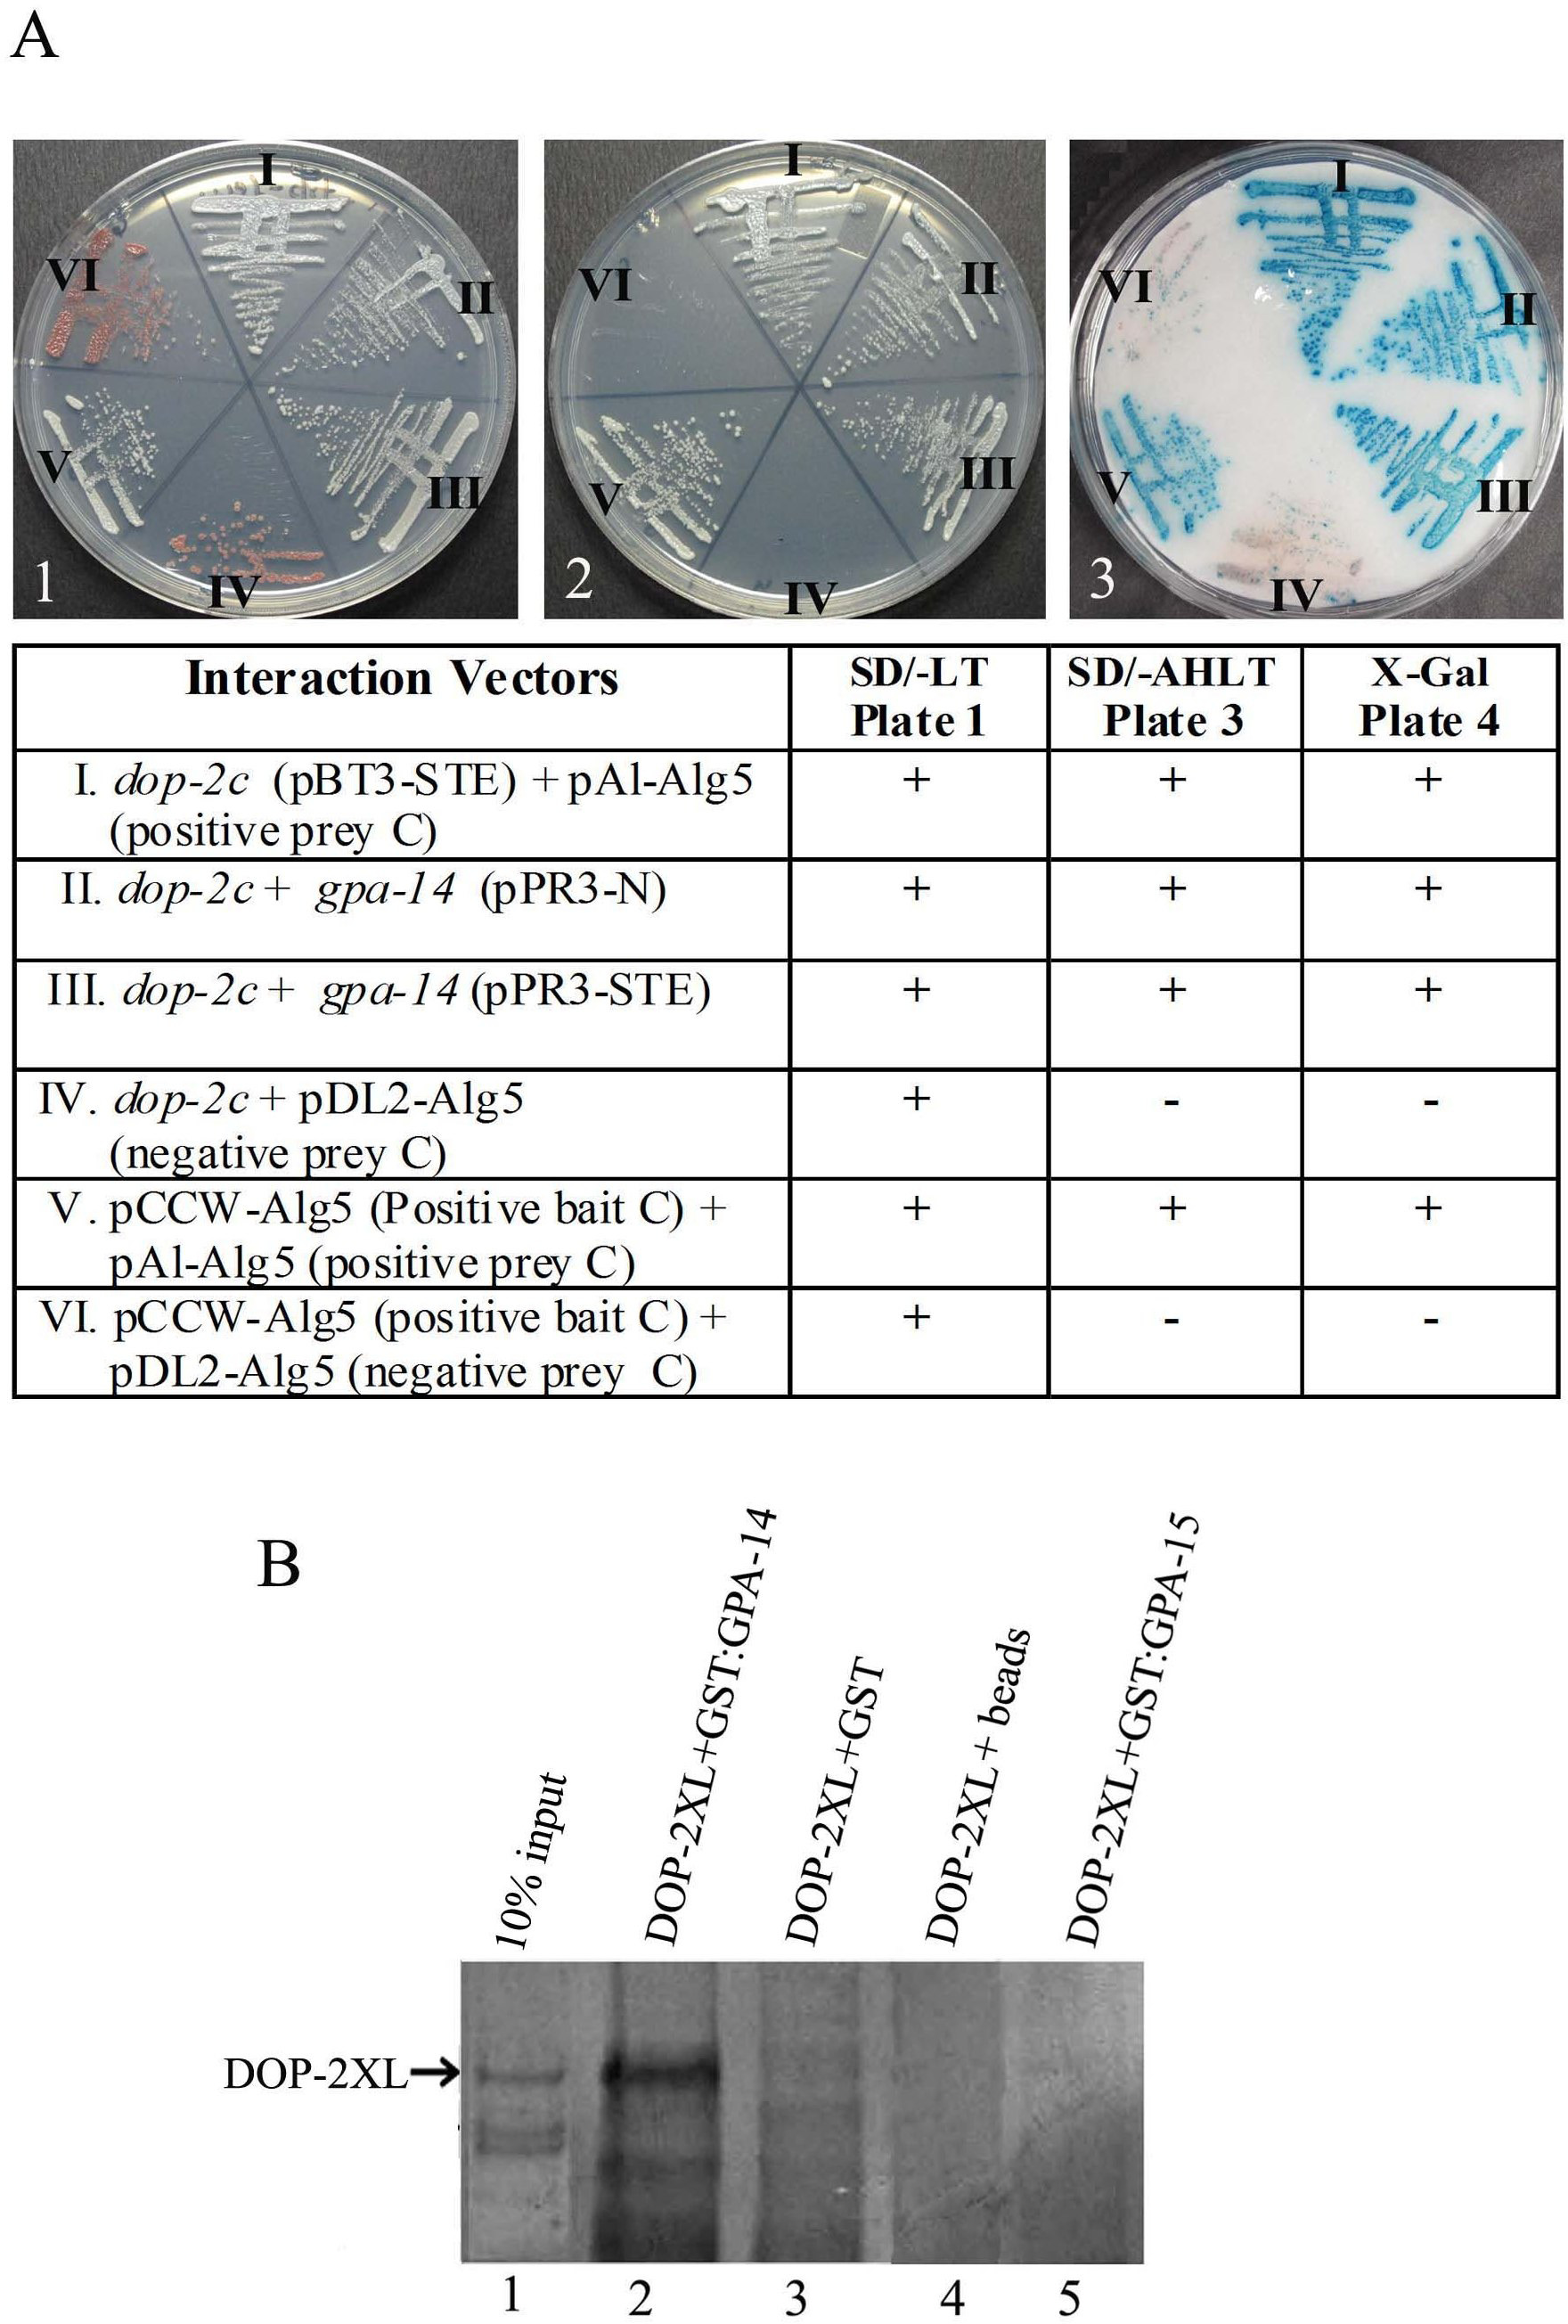 A
I
II
III
IV
V
VI
1
I
II
III
IV
V
VI
2
I
II
III
IV
V
VI
3
Interaction Vectors
SD/-LT
Plate 1
SD/-AHLT
Plate 3
X-Gal
Plate 4
I. dop-2c (pBT3-STE) + pAl-Alg5
(positive prey C)
+ + +
II. dop-2c + gpa-14 (pPR3-N)
+ + +
III. dop-2c + gpa-14 (pPR3-STE)
+ + +
IV. dop-2c + pDL2-Alg5
(negative prey C)
+ - -
V. pCCW-Alg5 (Positive bait C) +
pAl-Alg5 (positive prey C)
+ + +
VI. pCCW-Alg5 (positive bait C) +
pDL2-Alg5 (negative prey C)
+ - -
B
10% input
DOP-2XL+GST:GPA-14
DOP-2XL+GST
DOP-2XL + beads
DOP-2XL+GST:GPA-15
DOP-2XL→
1 2 3 4 5